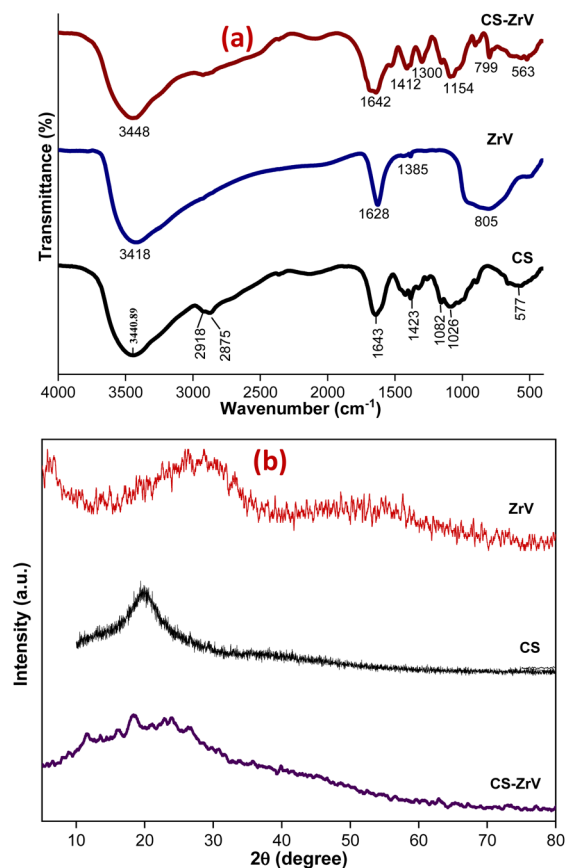 (a)
CS-ZrV
3448
1642
1412
1300
1154
799
563
ZrV
3418
1628
1385
805
CS
3440.89
2918
2875
1643
1423
1082
1026
577
Transmittance (%)
4000 3500 3000 2500 2000 1500 1000 500
Wavenumber (cm⁻¹)
(b)
ZrV
CS
CS-ZrV
Intensity (a.u.)
10 20 30 40 50 60 70 80
2θ (degree)